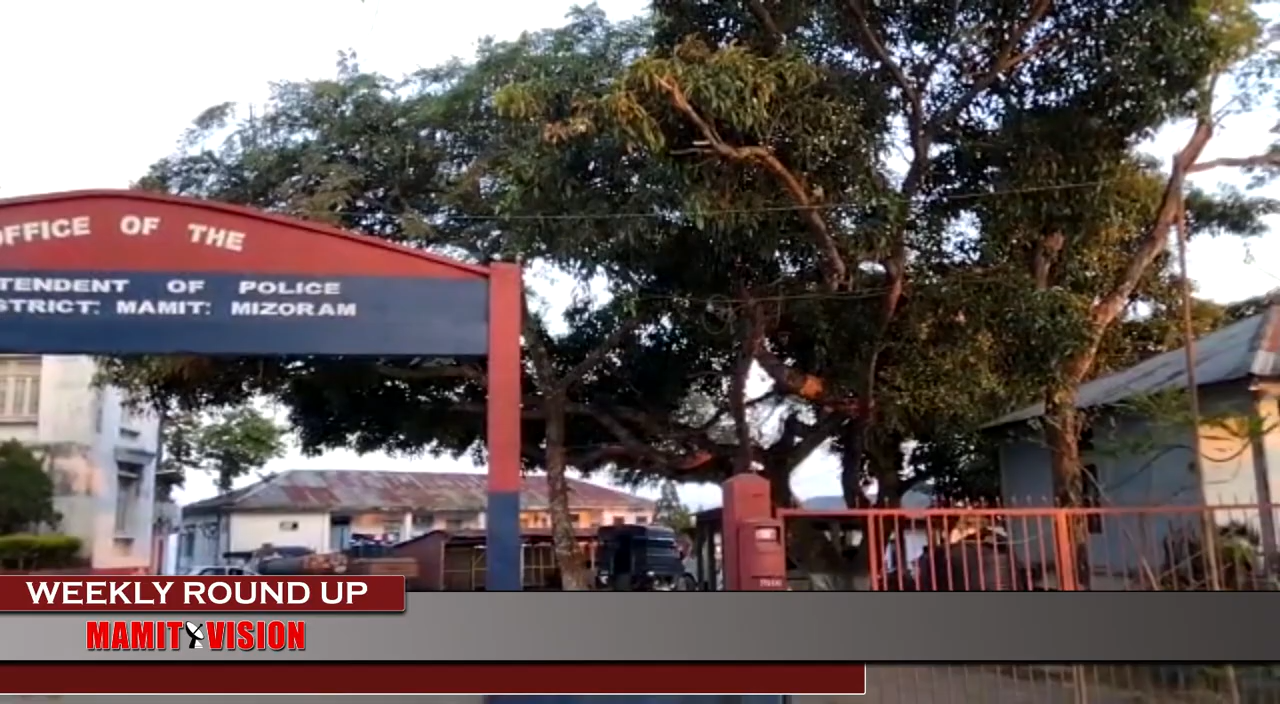 OFFICE OF THE
TENDENT OF POLICE
STRICT: MAMIT: MIZORAM
WEEKLY ROUND UP
MAMIT VISION